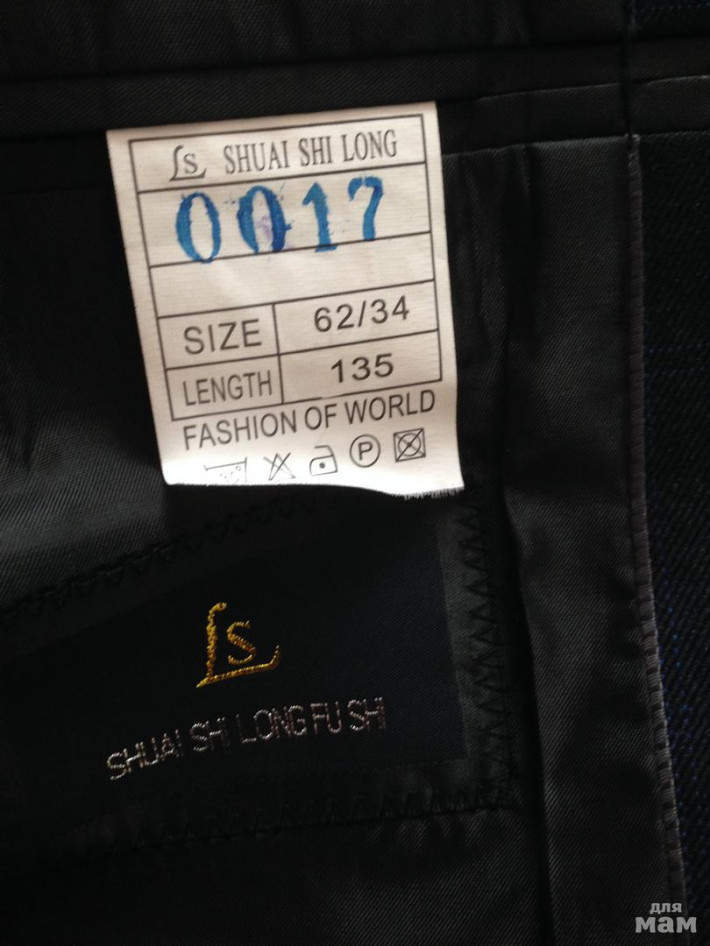 LS SHUAI SHI LONG
0017
SIZE 62/34
LENGTH 135
FASHION OF WORLD
P
LS
SHUAI SHI LONG FU SHI
для
мам